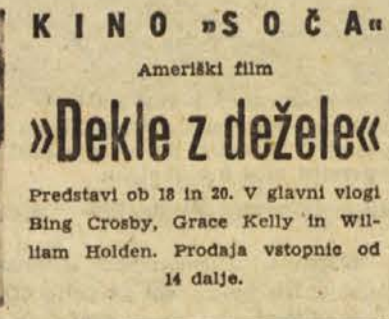 KINO »SOČA«
Ameriški film
»Dekle z dežele«
Predstavi ob 18 in 20. V glavni vlogi
Bing Crosby, Grace Kelly in Wil-
liam Holden. Prodaja vstopnic od
14 dalje.